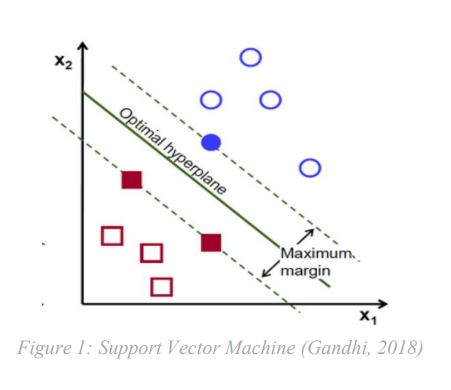 x₂
Optimal hyperplane
Maximum
margin
x₁
Figure 1: Support Vector Machine (Gandhi, 2018)